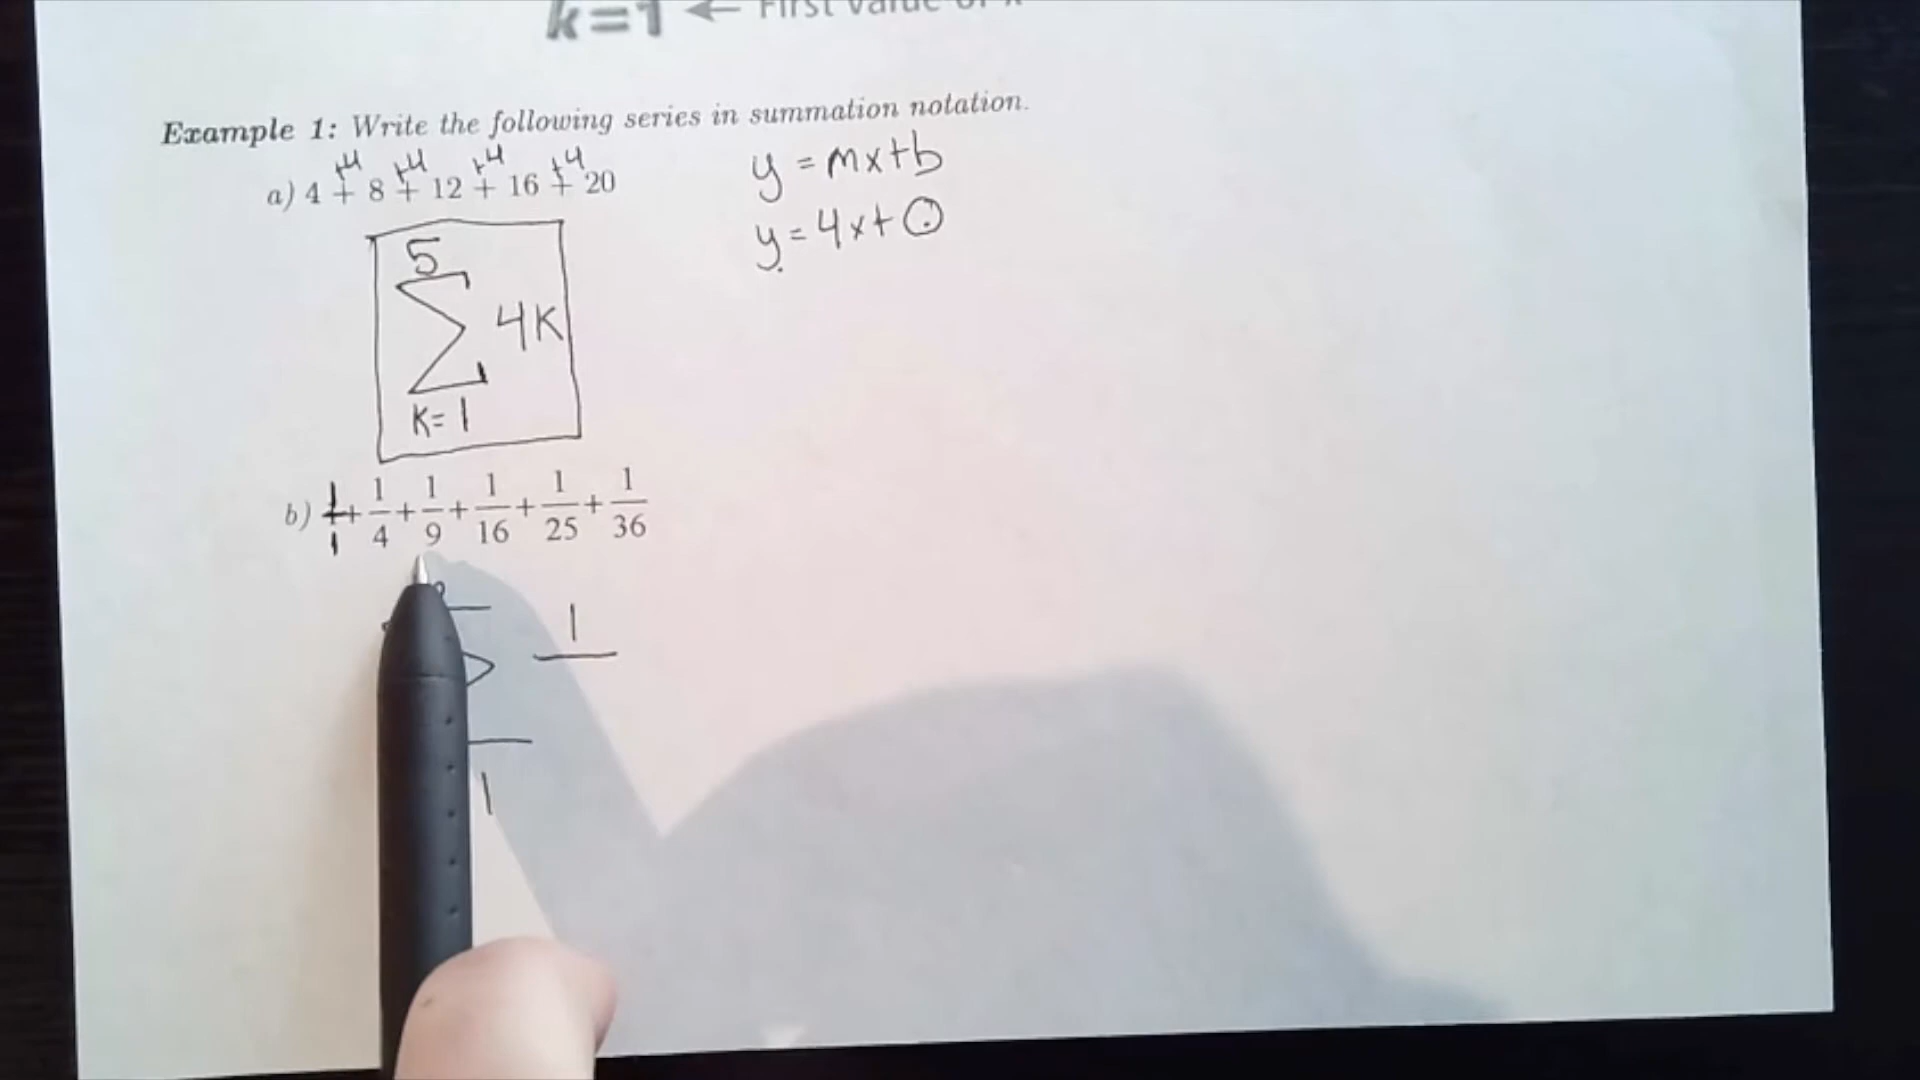 k=1 ← First value of k
Example 1: Write the following series in summation notation.
+4 +4 +4 +4
a) 4 + 8 + 12 + 16 + 20
y = mx+b
y = 4x+0
5
∑ 4K
K=1
b) 1/1 + 1/4 + 1/9 + 1/16 + 1/25 + 1/36
1
1